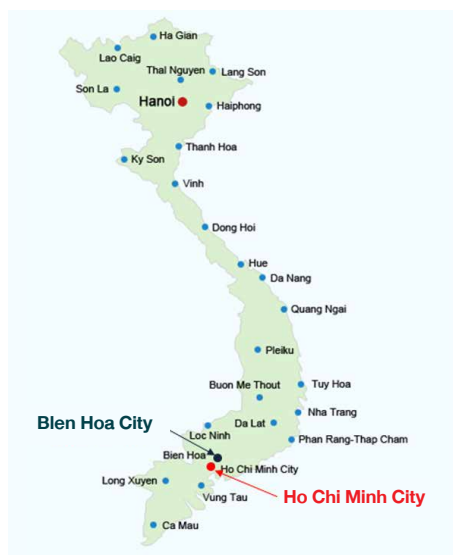 Ha Gian
Lao Caig
Thal Nguyen
Lang Son
Son La
Hanoi
Haiphong
Thanh Hoa
Ky Son
Vinh
Dong Hoi
Hue
Da Nang
Quang Ngai
Pleiku
Buon Me Thout
Tuy Hoa
Nha Trang
Blen Hoa City
Da Lat
Loc Ninh
Phan Rang-Thap Cham
Bien Hoa
Ho Chi Minh City
Long Xuyen
Vung Tau
Ho Chi Minh City
Ca Mau